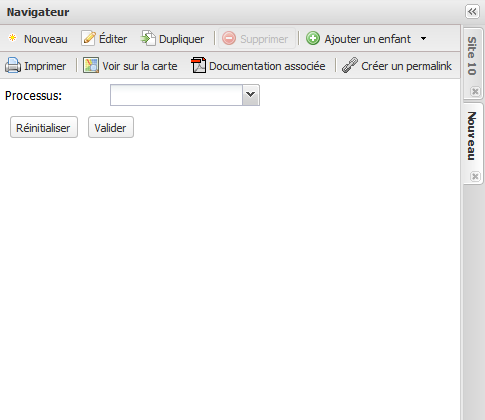 Navigateur
Nouveau Éditer Dupliquer Supprimer Ajouter un enfant
Imprimer Voir sur la carte Documentation associée Créer un permalink
Processus:
Réinitialiser Valider
Site 10
Nouveau